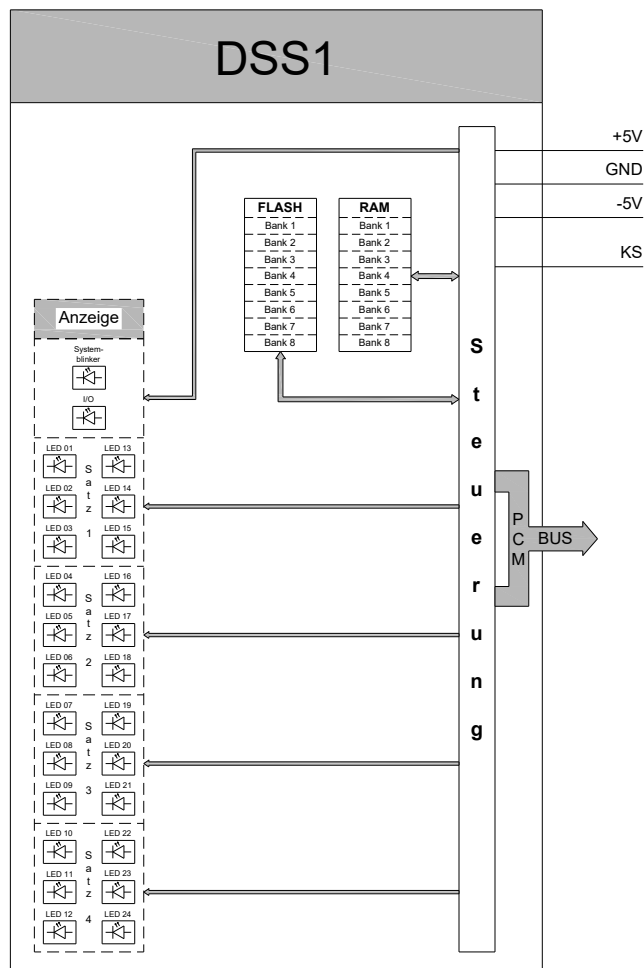 DSS1
+5V
GND
-5V
KS
FLASH
Bank 1
Bank 2
Bank 3
Bank 4
Bank 5
Bank 6
Bank 7
Bank 8
RAM
Bank 1
Bank 2
Bank 3
Bank 4
Bank 5
Bank 6
Bank 7
Bank 8
Steuerung
PCM
BUS
Anzeige
System-
blinker
I/O
Satz 1
LED 01
LED 13
LED 02
LED 14
LED 03
LED 15
Satz 2
LED 04
LED 16
LED 05
LED 17
LED 06
LED 18
Satz 3
LED 07
LED 19
LED 08
LED 20
LED 09
LED 21
Satz 4
LED 10
LED 22
LED 11
LED 23
LED 12
LED 24